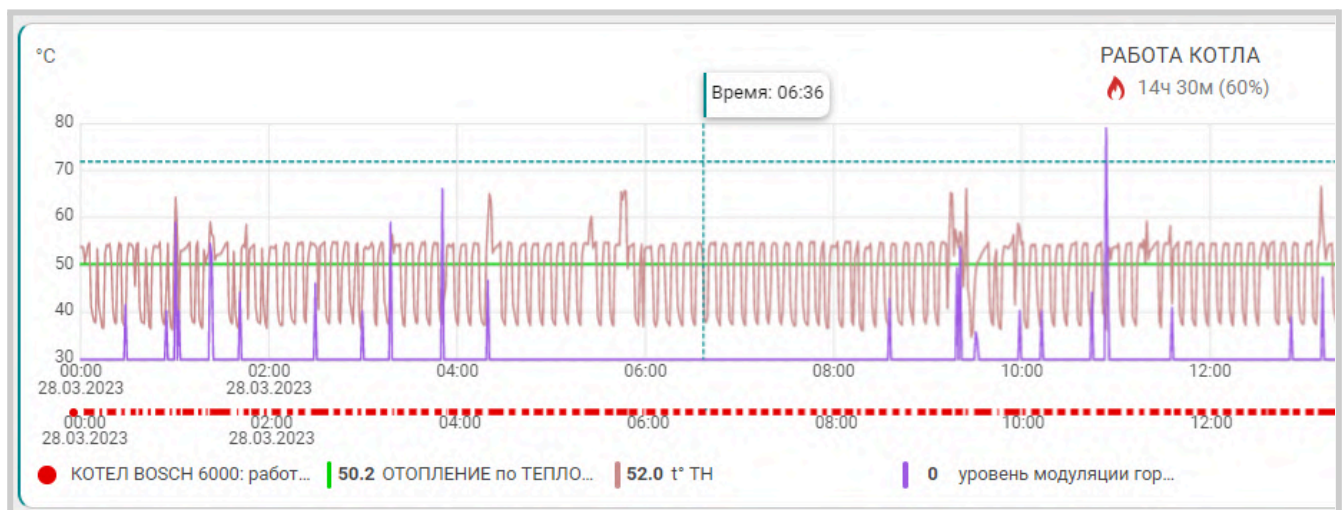 °C
РАБОТА КОТЛА
14ч 30м (60%)
Время: 06:36
80
70
60
50
40
30
00:00 02:00 04:00 06:00 08:00 10:00 12:00
28.03.2023 28.03.2023
00:00 02:00 04:00 06:00 08:00 10:00 12:00
28.03.2023 28.03.2023
КОТЕЛ BOSCH 6000: работ... 50.2 ОТОПЛЕНИЕ по ТЕПЛО... 52.0 t° ТН 0 уровень модуляции гор...